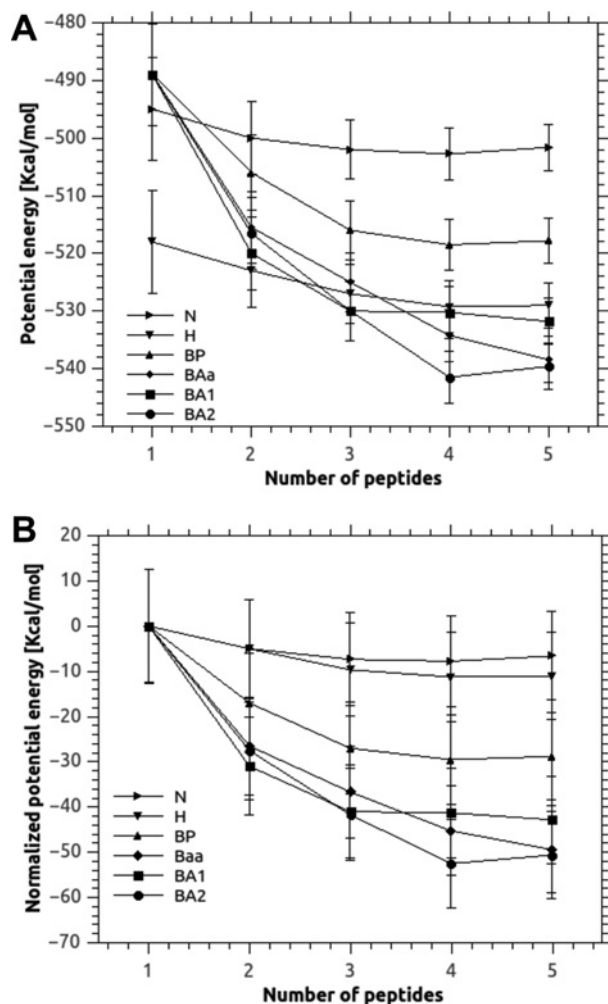 A
Potential energy [Kcal/mol]
−480
−490
−500
−510
−520
−530
−540
−550
N
H
BP
BAa
BA1
BA2
1 2 3 4 5
Number of peptides
B
Normalized potential energy [Kcal/mol]
20
10
0
−10
−20
−30
−40
−50
−60
−70
N
H
BP
Baa
BA1
BA2
1 2 3 4 5
Number of peptides